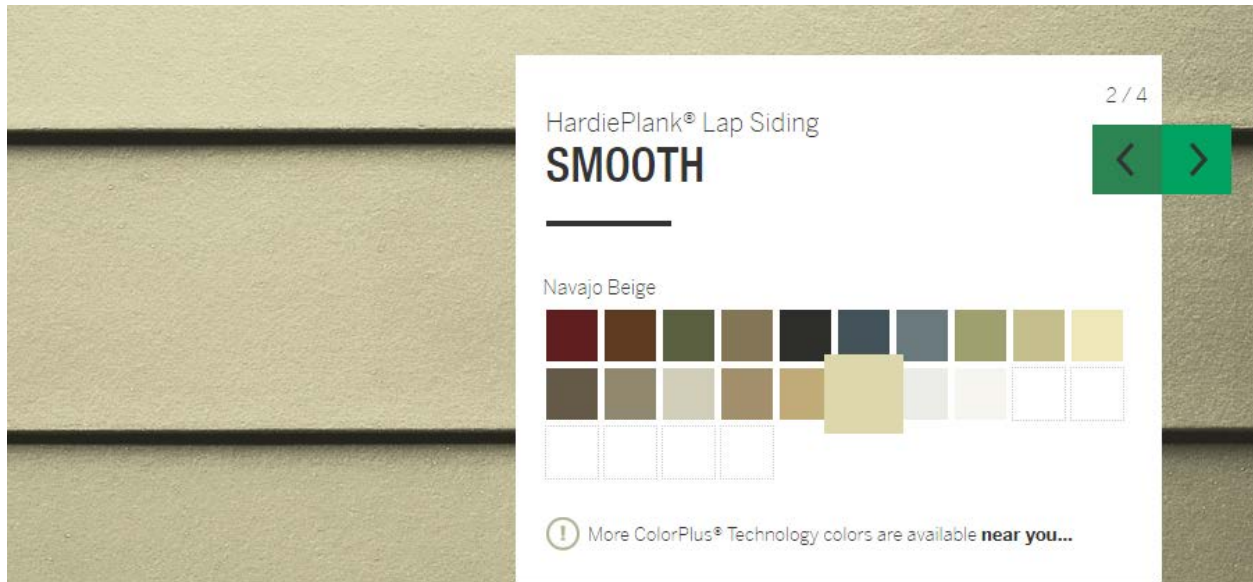 2 / 4
HardiePlank® Lap Siding
SMOOTH
Navajo Beige
! More ColorPlus® Technology colors are available near you...